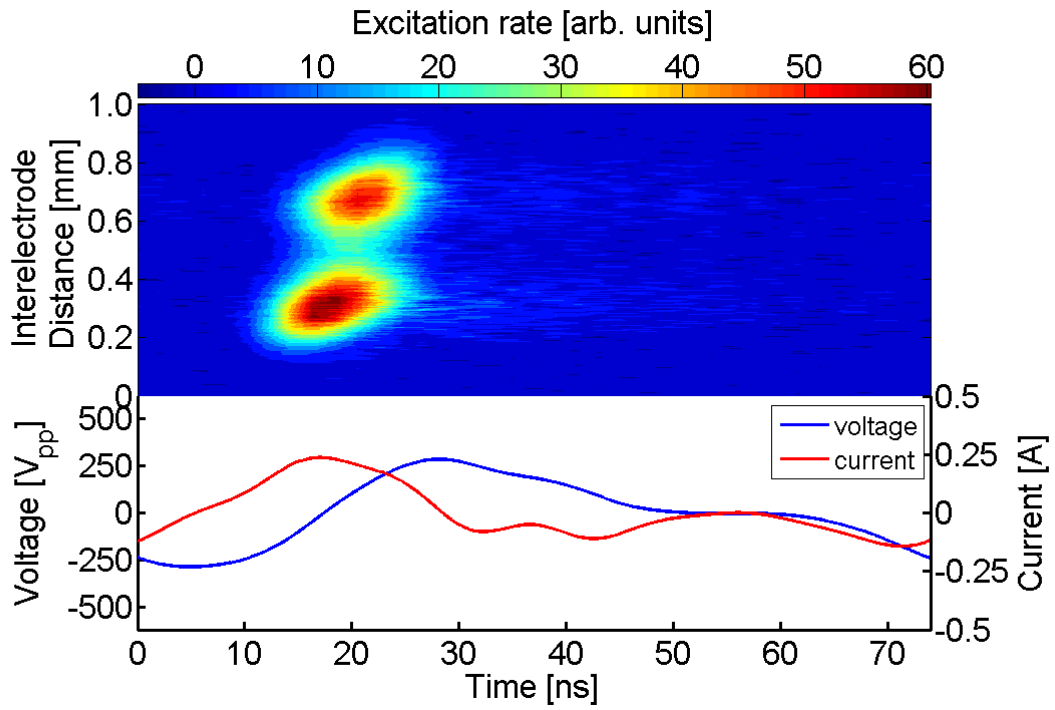 Excitation rate [arb. units]
0 10 20 30 40 50 60
Interelectrode
Distance [mm]
1.0
0.8
0.6
0.4
0.2
0
Voltage [Vpp]
500
250
0
-250
-500
voltage
current
0.5
0.25
0
-0.25
-0.5
Current [A]
0 10 20 30 40 50 60 70
Time [ns]